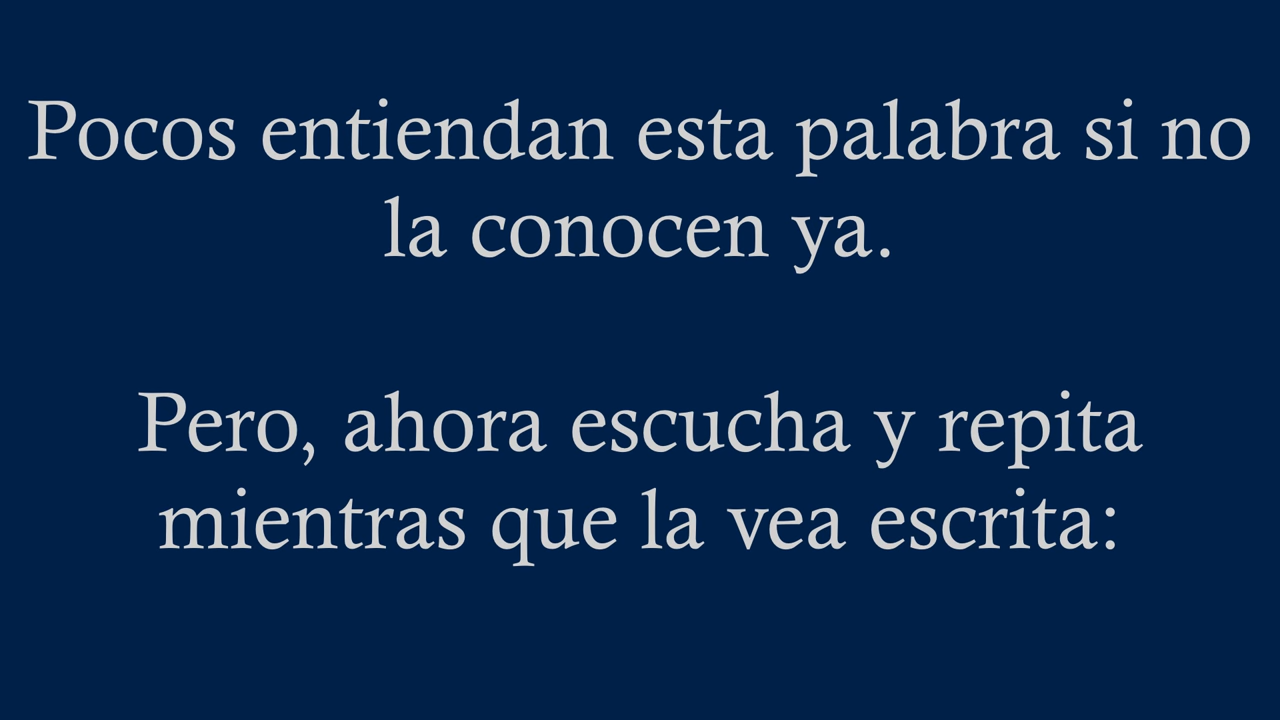 Pocos entiendan esta palabra si no
la conocen ya.
Pero, ahora escucha y repita
mientras que la vea escrita: